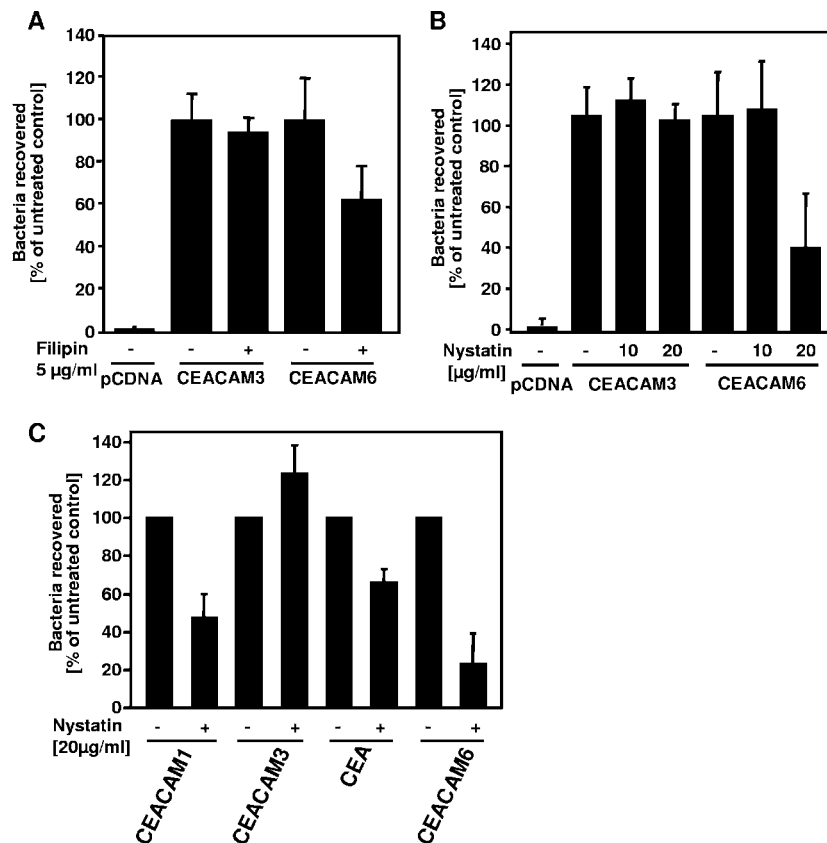 A
Bacteria recovered
[% of untreated control]
140
120
100
80
60
40
20
0
Filipin - - + - +
5 µg/ml
pCDNA CEACAM3 CEACAM6
B
Bacteria recovered
[% of untreated control]
140
120
100
80
60
40
20
0
Nystatin - - 10 20 - 10 20
[µg/ml]
pCDNA CEACAM3 CEACAM6
C
Bacteria recovered
[% of untreated control]
140
120
100
80
60
40
20
0
Nystatin - + - + - + - +
[20µg/ml]
CEACAM1 CEACAM3 CEA CEACAM6